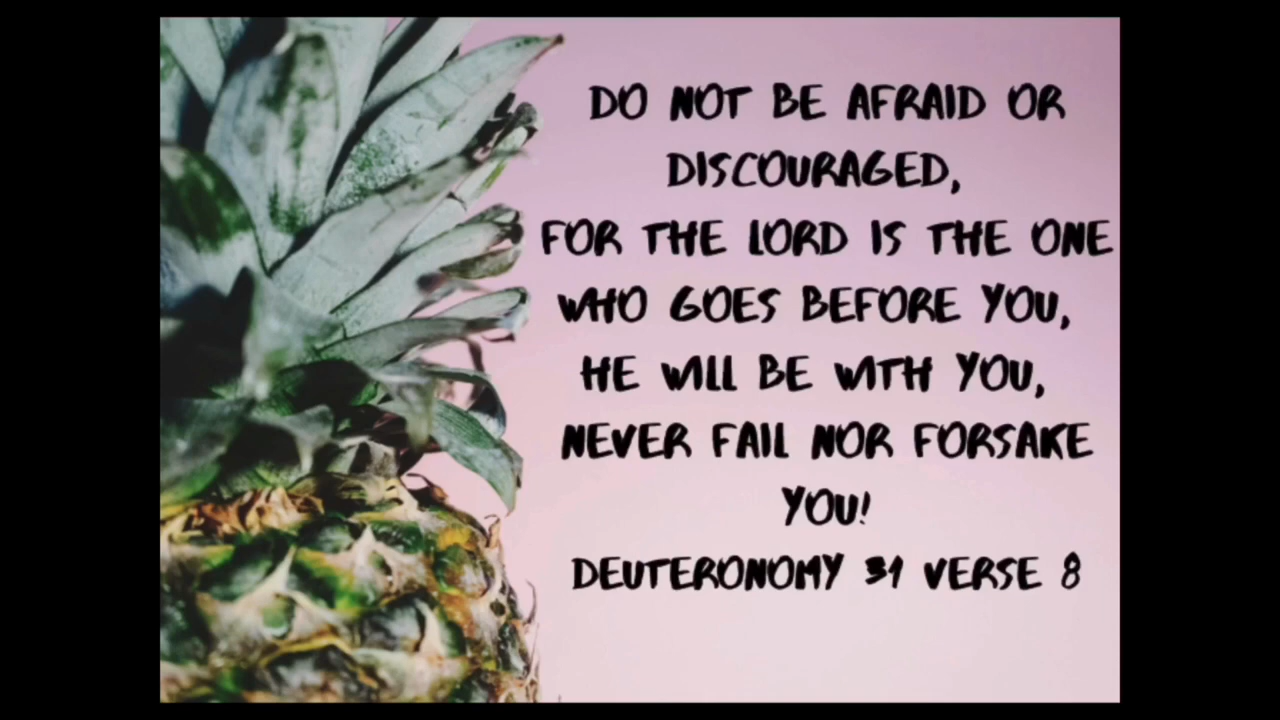 DO NOT BE AFRAID OR
DISCOURAGED,
FOR THE LORD IS THE ONE
WHO GOES BEFORE YOU,
HE WILL BE WITH YOU,
NEVER FAIL NOR FORSAKE
YOU!
DEUTERONOMY 31 VERSE 8